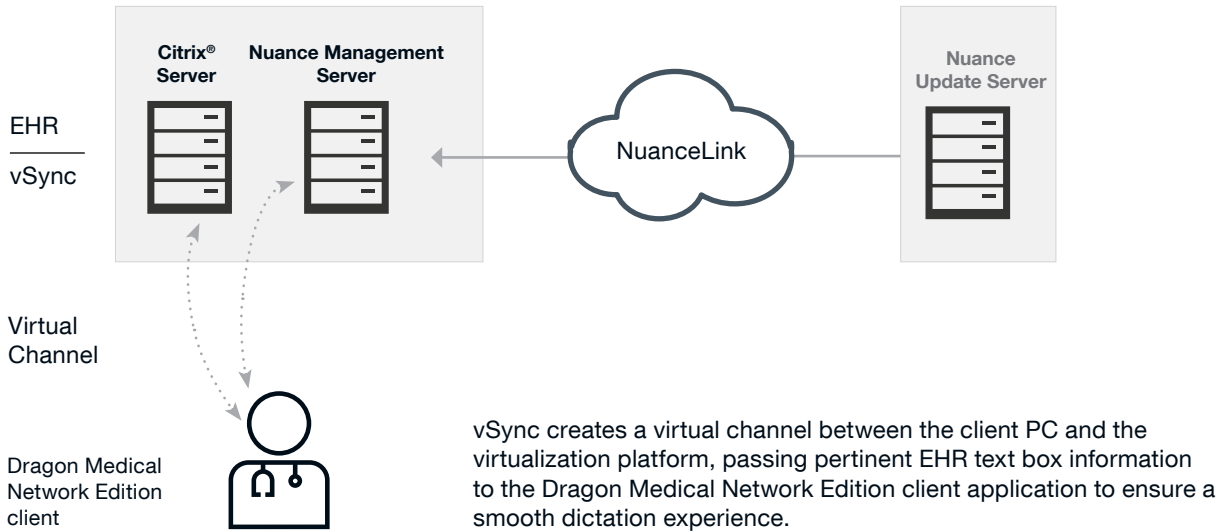 Citrix®
Server
Nuance Management
Server
Nuance
Update Server
EHR
vSync
NuanceLink
Virtual
Channel
Dragon Medical
Network Edition
client
vSync creates a virtual channel between the client PC and the
virtualization platform, passing pertinent EHR text box information
to the Dragon Medical Network Edition client application to ensure a
smooth dictation experience.